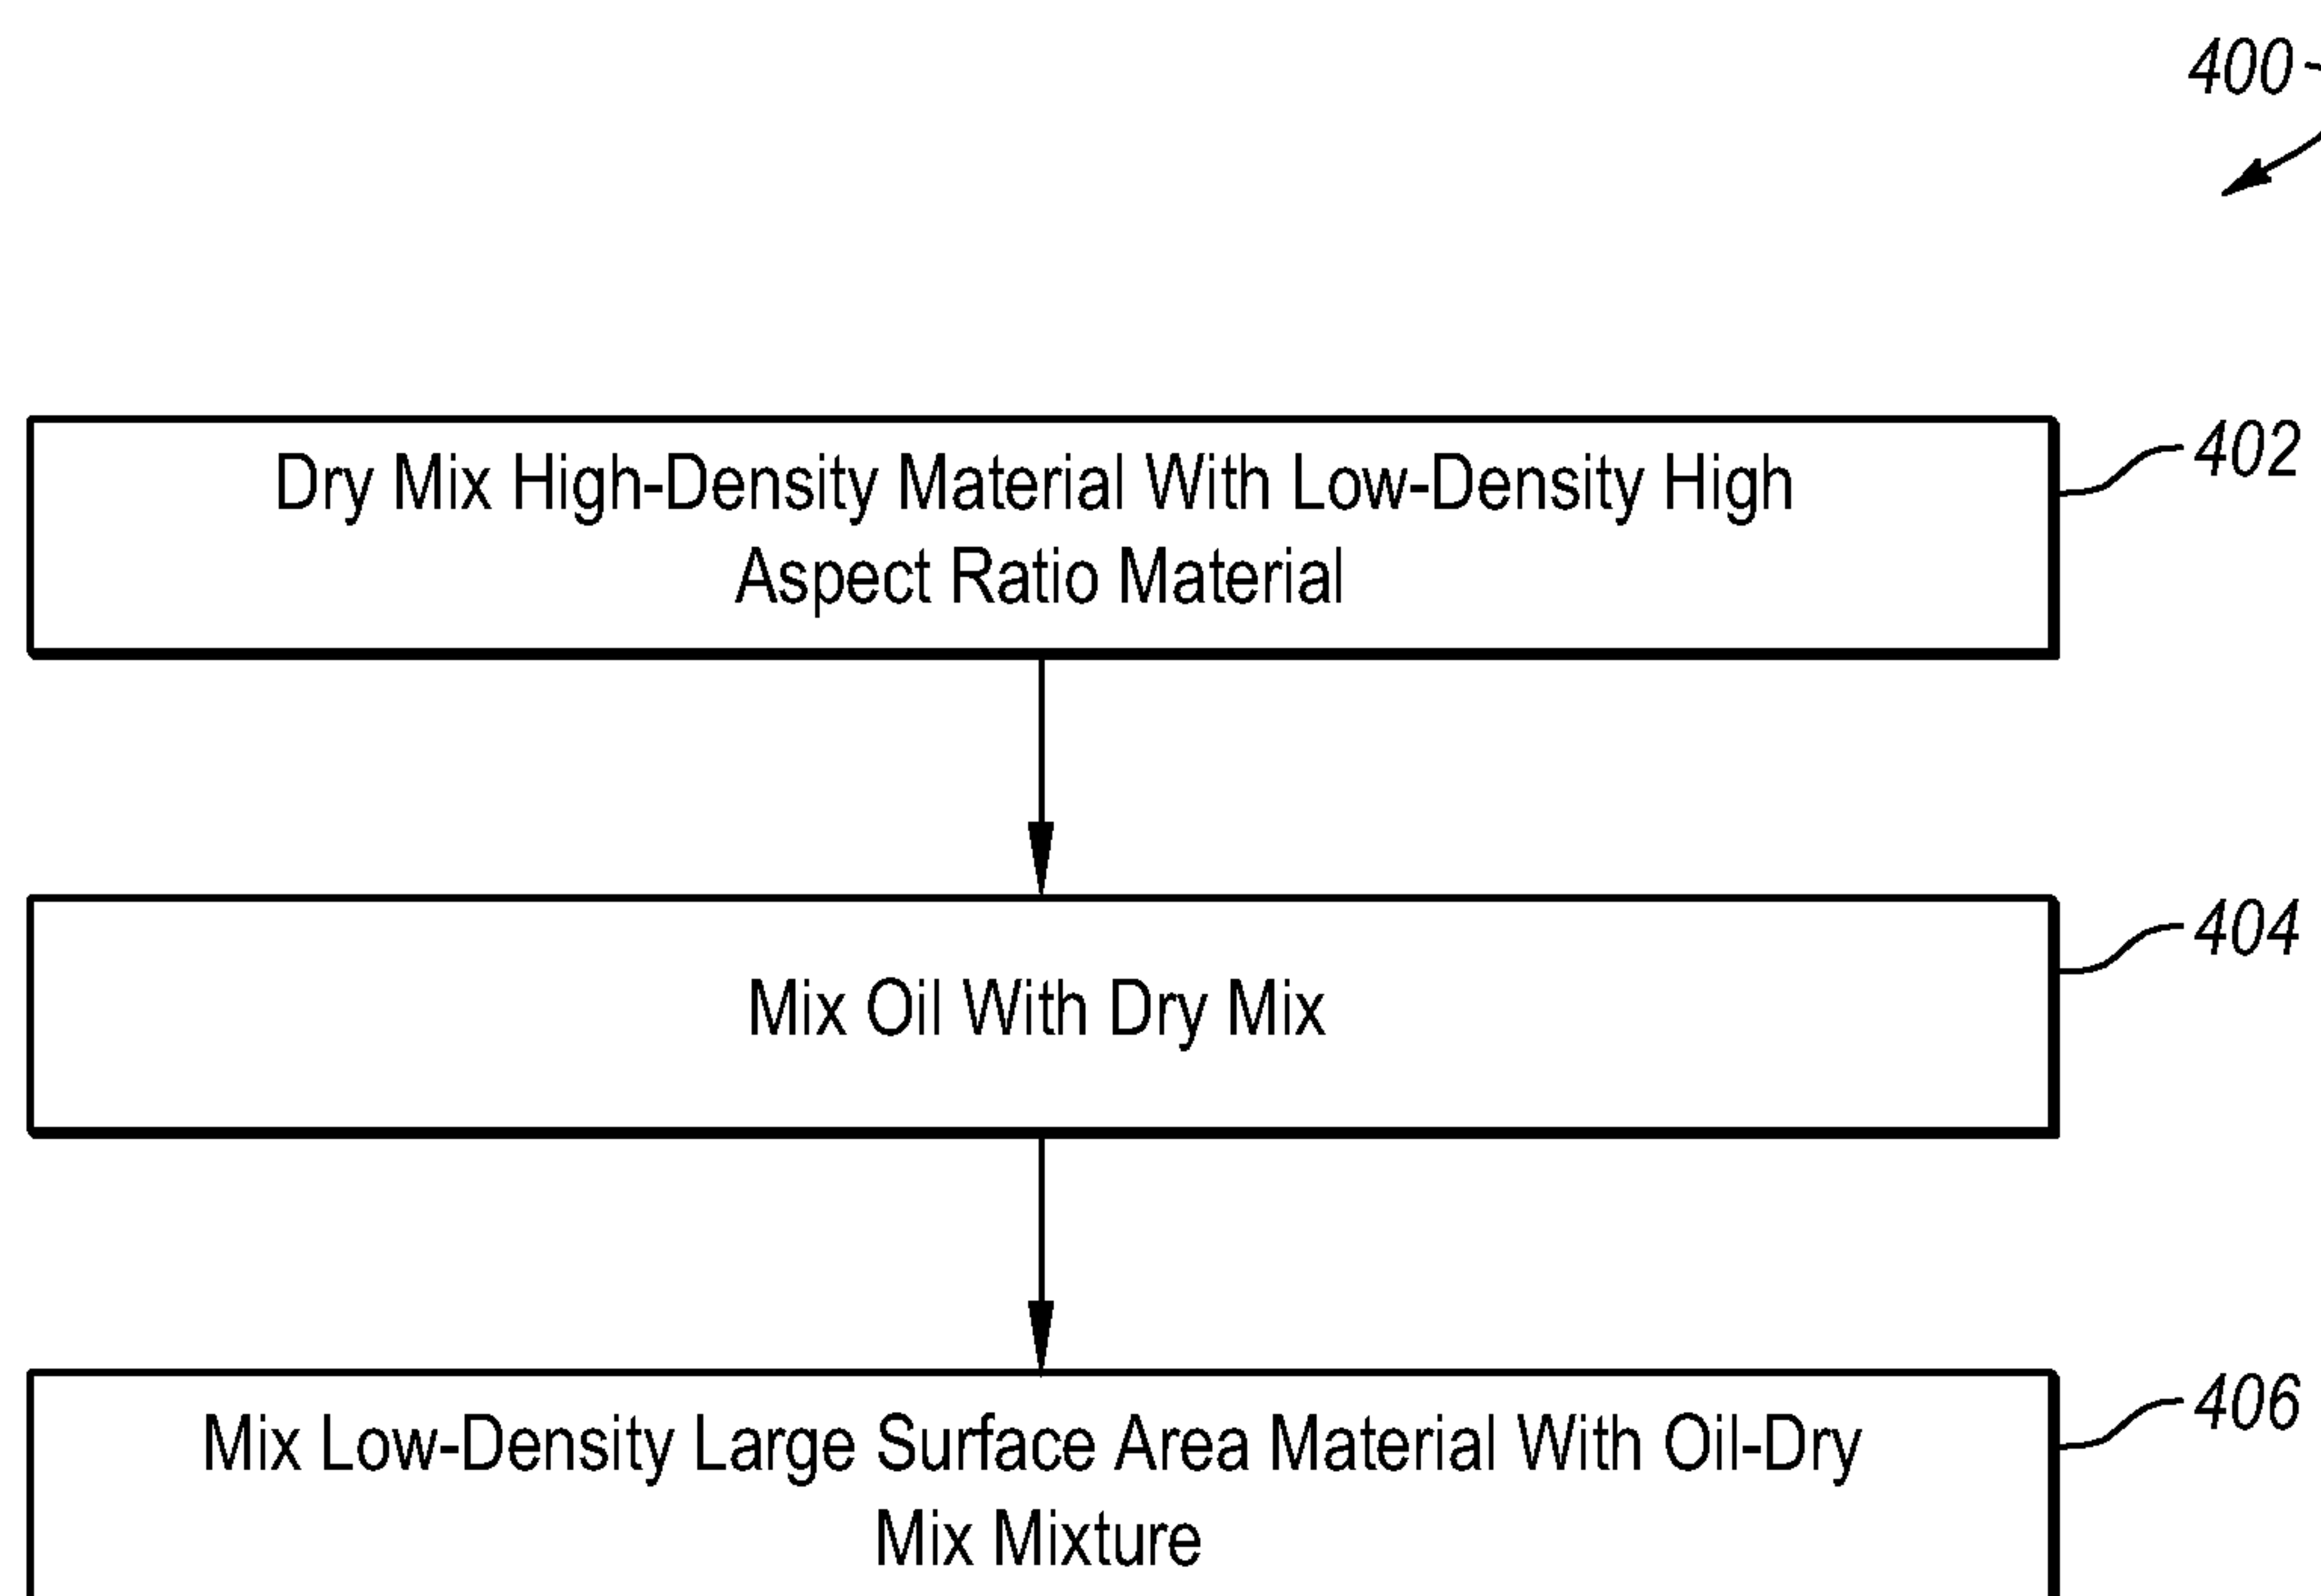 400
Dry Mix High-Density Material With Low-Density High
Aspect Ratio Material
402
Mix Oil With Dry Mix
404
Mix Low-Density Large Surface Area Material With Oil-Dry
Mix Mixture
406